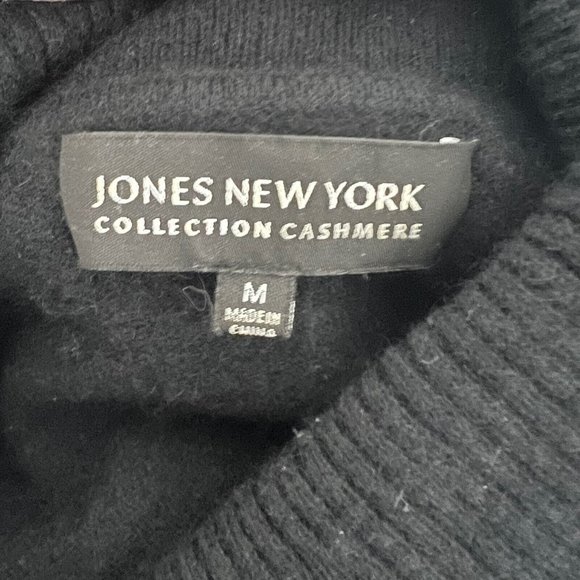 JONES NEW YORK
COLLECTION CASHMERE
M
MADE IN
CHINA